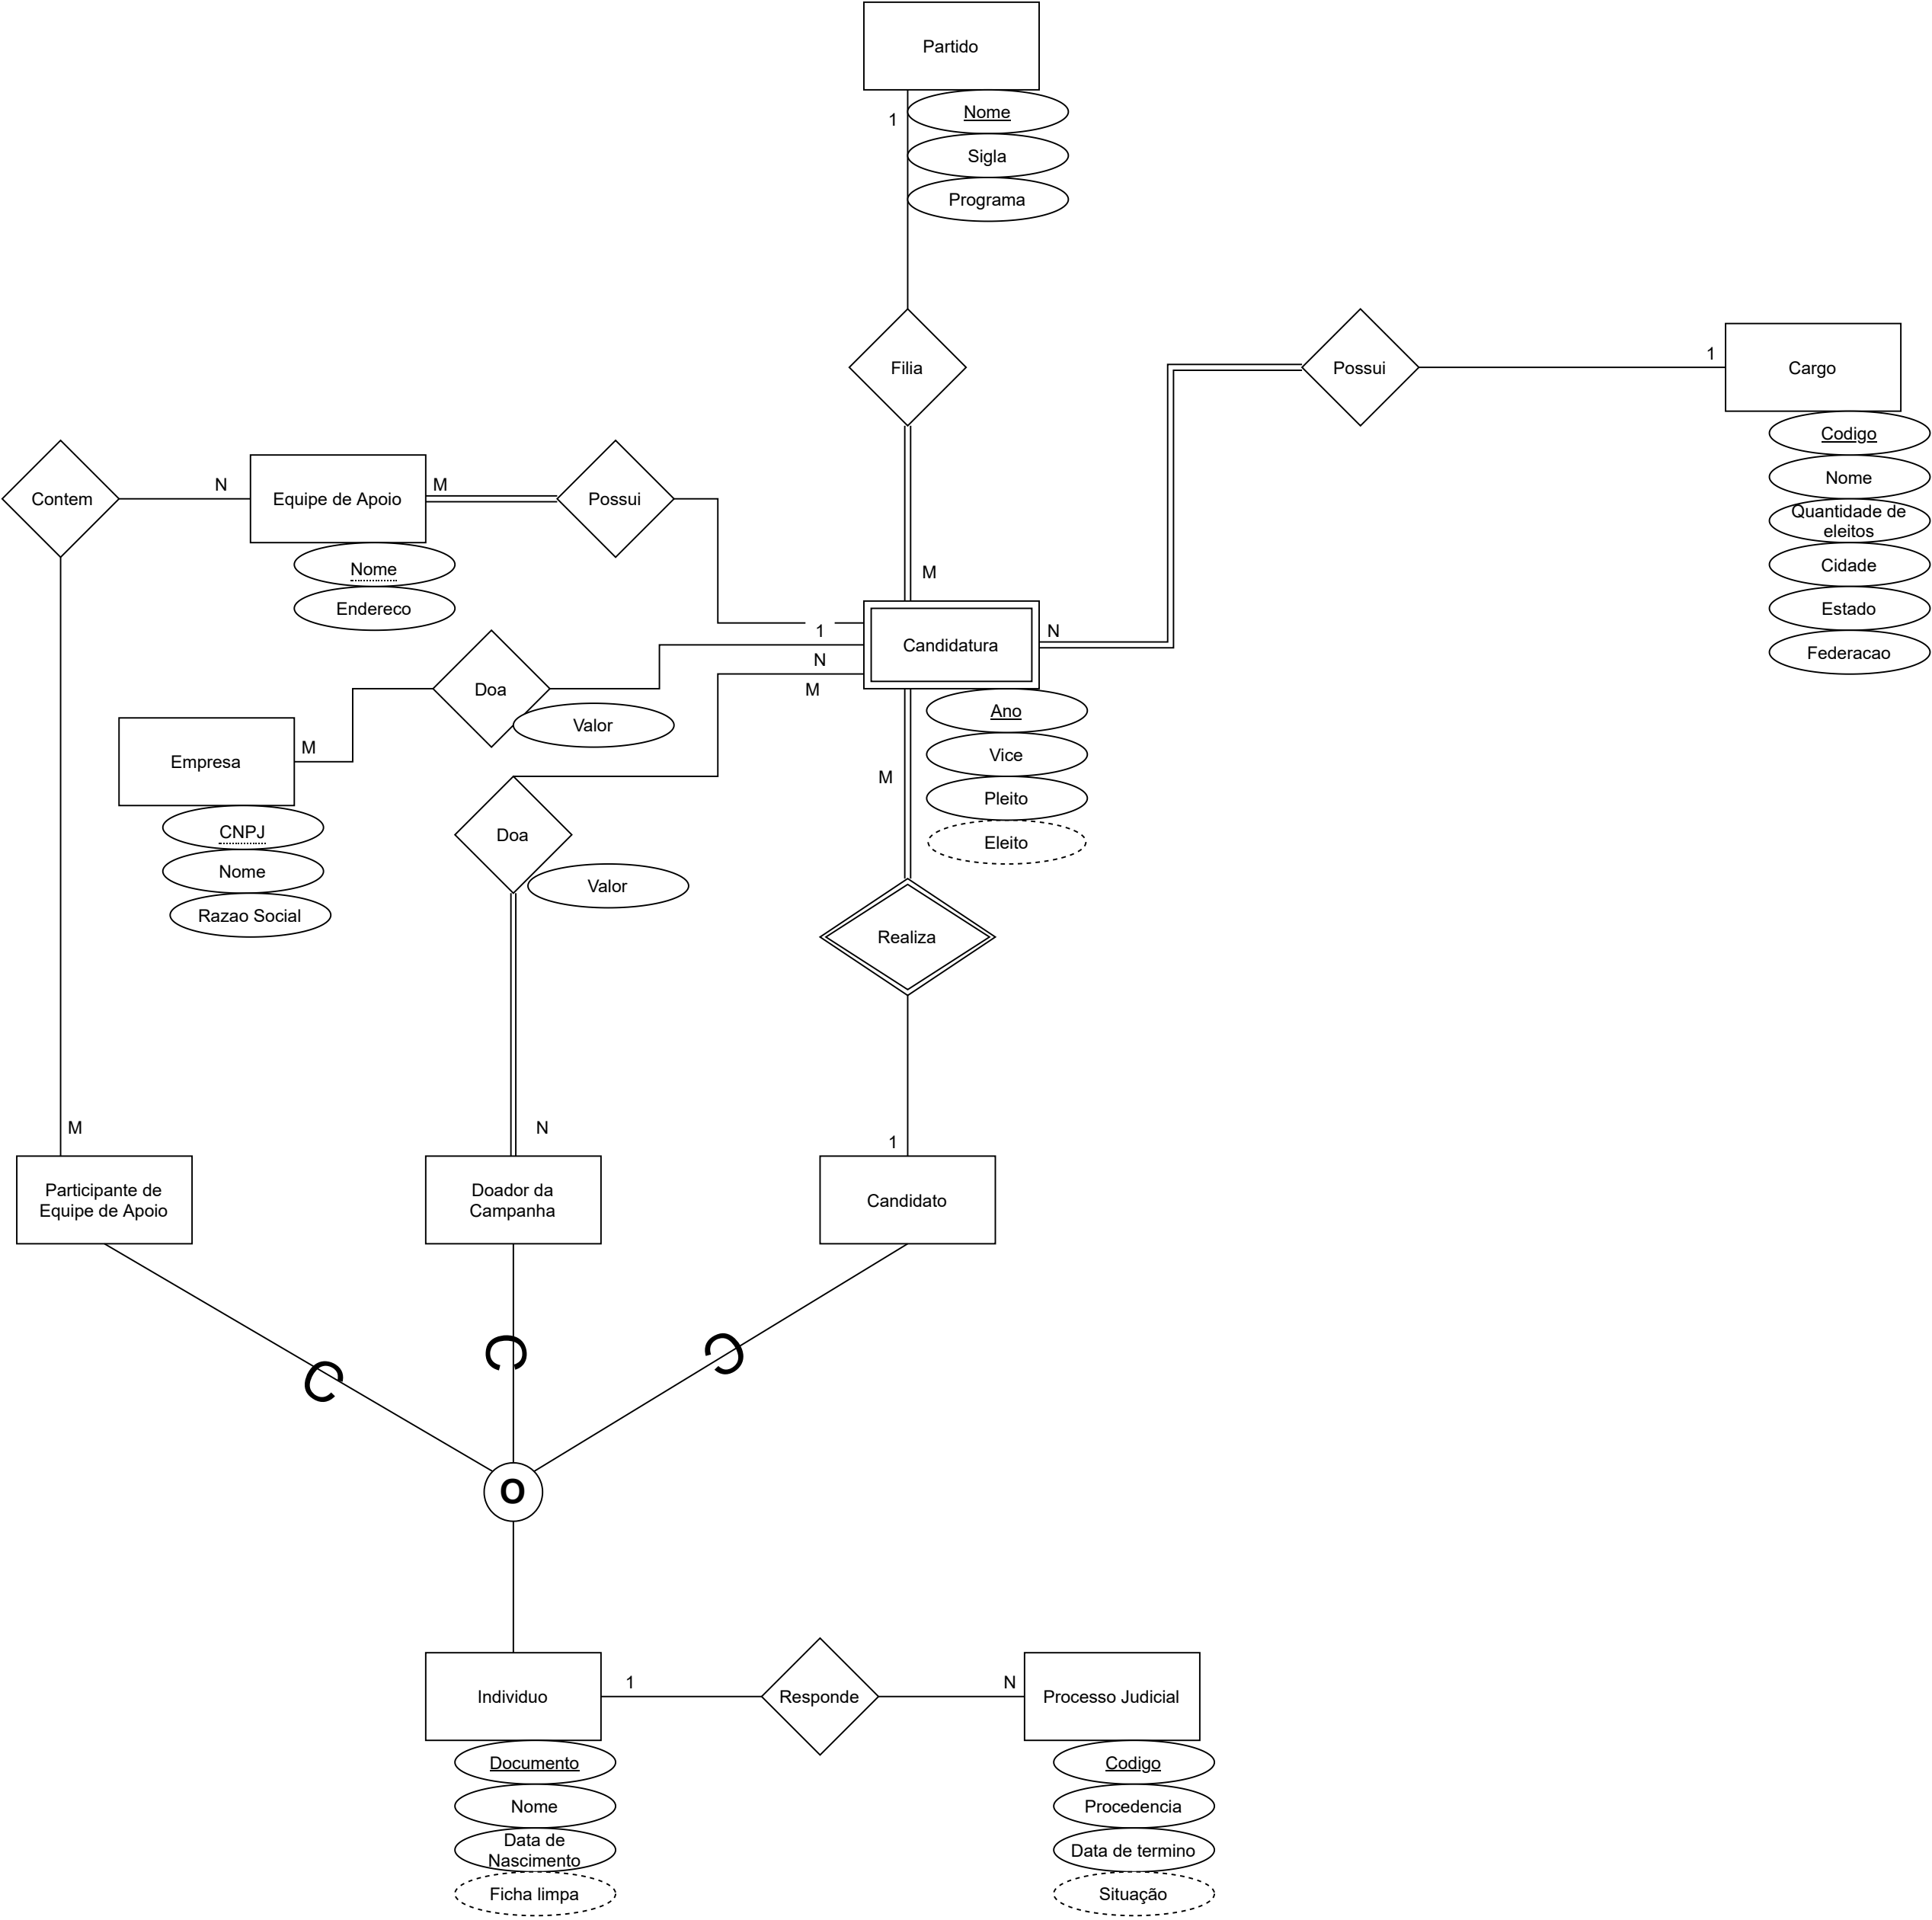 Partido
1
Nome
Sigla
Programa
Filia
M
Possui
1
Cargo
Codigo
Nome
Quantidade de
eleitos
Cidade
Estado
Federacao
Contem
N
Equipe de Apoio
M
Possui
Nome
Endereco
1
N
M
Candidatura
N
Ano
Vice
Pleito
Eleito
M
Doa
Valor
Empresa
M
CNPJ
Nome
Razao Social
Doa
Valor
Realiza
M
N
1
Participante de
Equipe de Apoio
Doador da
Campanha
Candidato
C
C
C
O
Individuo
1
Responde
N
Processo Judicial
Documento
Nome
Data de
Nascimento
Ficha limpa
Codigo
Procedencia
Data de termino
Situação